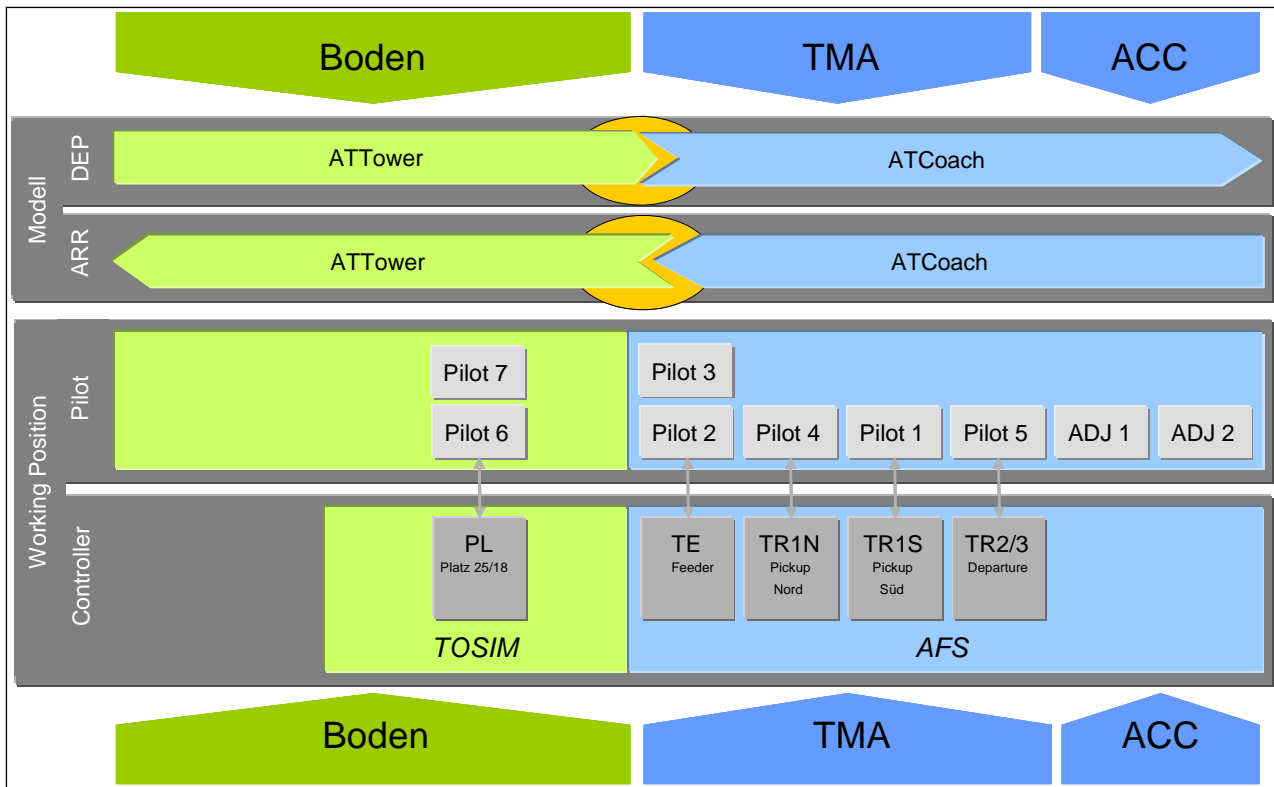 Boden
TMA
ACC
Modell
DEP
ATTower
ATCoach
ARR
ATTower
ATCoach
Working Position
Pilot
Pilot 7
Pilot 3
Pilot 6
Pilot 2
Pilot 4
Pilot 1
Pilot 5
ADJ 1
ADJ 2
Controller
PL
Platz 25/18
TE
Feeder
TR1N
Pickup
Nord
TR1S
Pickup
Süd
TR2/3
Departure
TOSIM
AFS
Boden
TMA
ACC